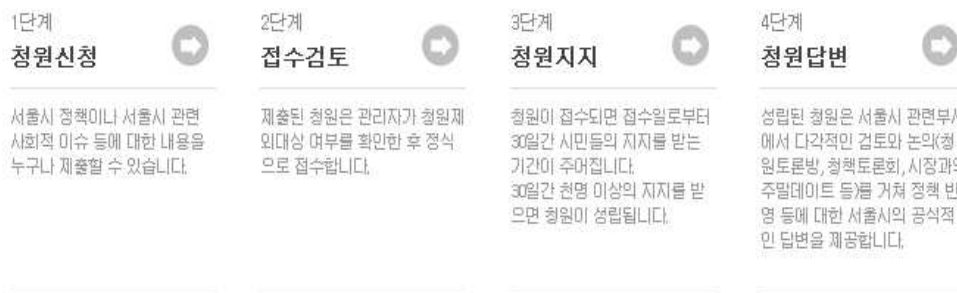 1단계
청원신청
서울시 정책이나 서울시 관련
사회적 이슈 등에 대한 내용을
누구나 제출할 수 있습니다.
2단계
접수검토
제출된 청원은 관리자가 청원제
외대상 여부를 확인한 후 정식
으로 접수합니다.
3단계
청원지지
청원이 접수되면 접수일로부터
30일간 시민들의 지지를 받는
기간이 주어집니다.
30일간 천명 이상의 지지를 받
으면 청원이 성립됩니다.
4단계
청원답변
성립된 청원은 서울시 관련부서
에서 다각적인 검토와 논의(청
원토론방, 청책토론회, 시장과의
주말데이트 등)를 거쳐 정책 반
영 등에 대한 서울시의 공식적
인 답변을 제공합니다.